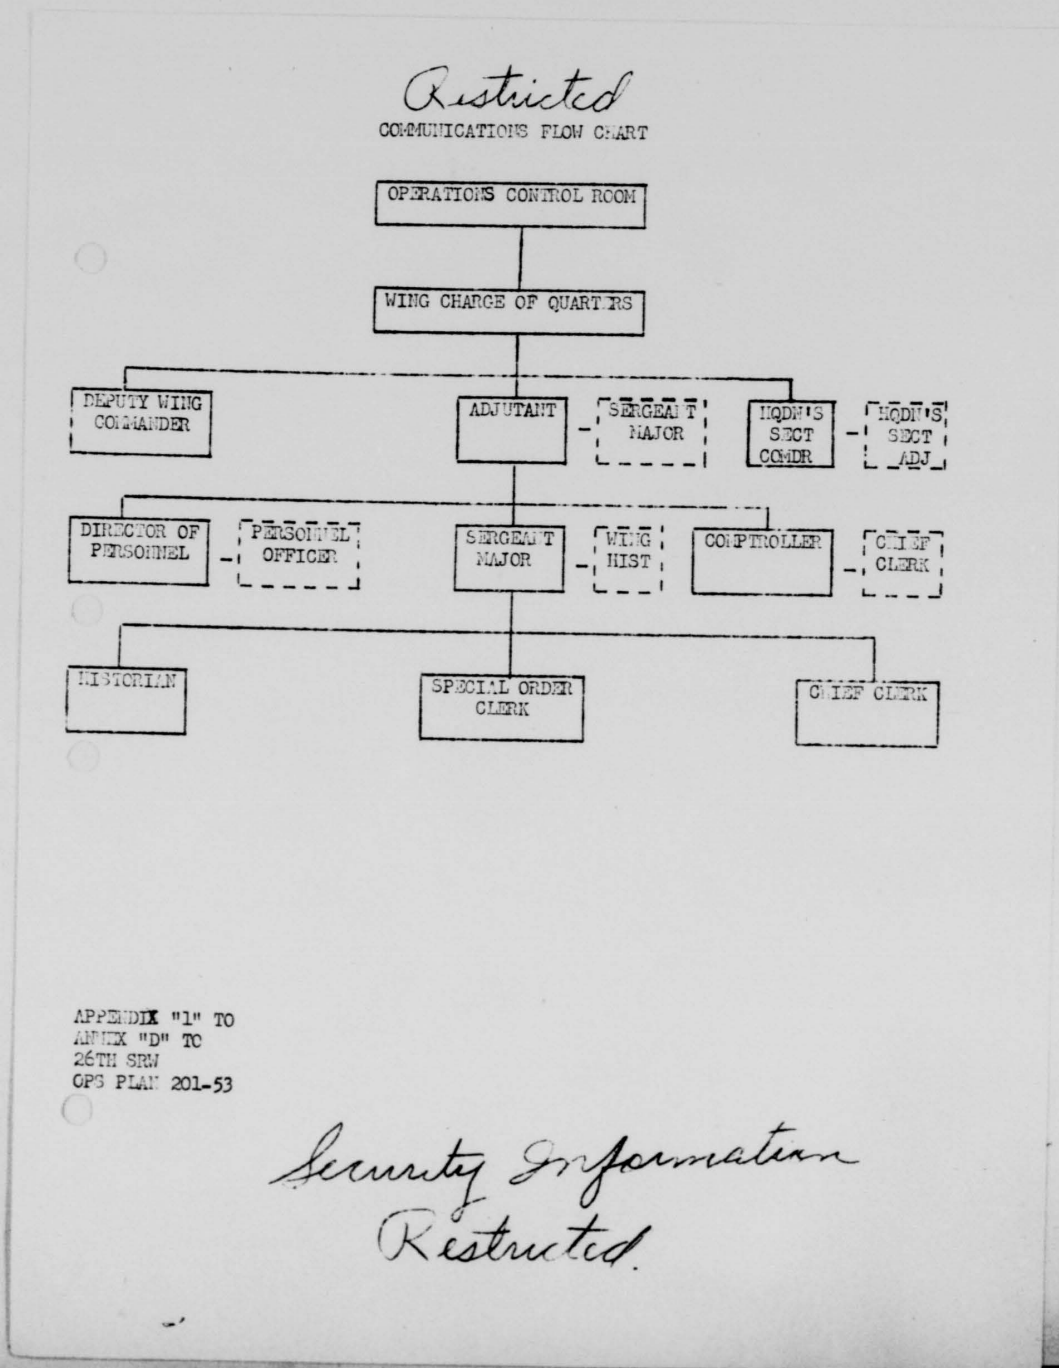 Restricted
COMMUNICATIONS FLOW CHART
OPERATIONS CONTROL ROOM
WING CHARGE OF QUARTERS
DEPUTY WING
COMMANDER
ADJUTANT
SERGEANT
MAJOR
HQDN'S
SECT
COMDR
HQDN'S
SECT
ADJ
DIRECTOR OF
PERSONNEL
PERSONNEL
OFFICER
SERGEANT
MAJOR
WING
HIST
COMPTROLLER
CHIEF
CLERK
HISTORIAN
SPECIAL ORDER
CLERK
CHIEF CLERK
APPENDIX "1" TO
ANNEX "D" TO
26TH SRW
OPS PLAN 201-53
Security Information
Restricted.